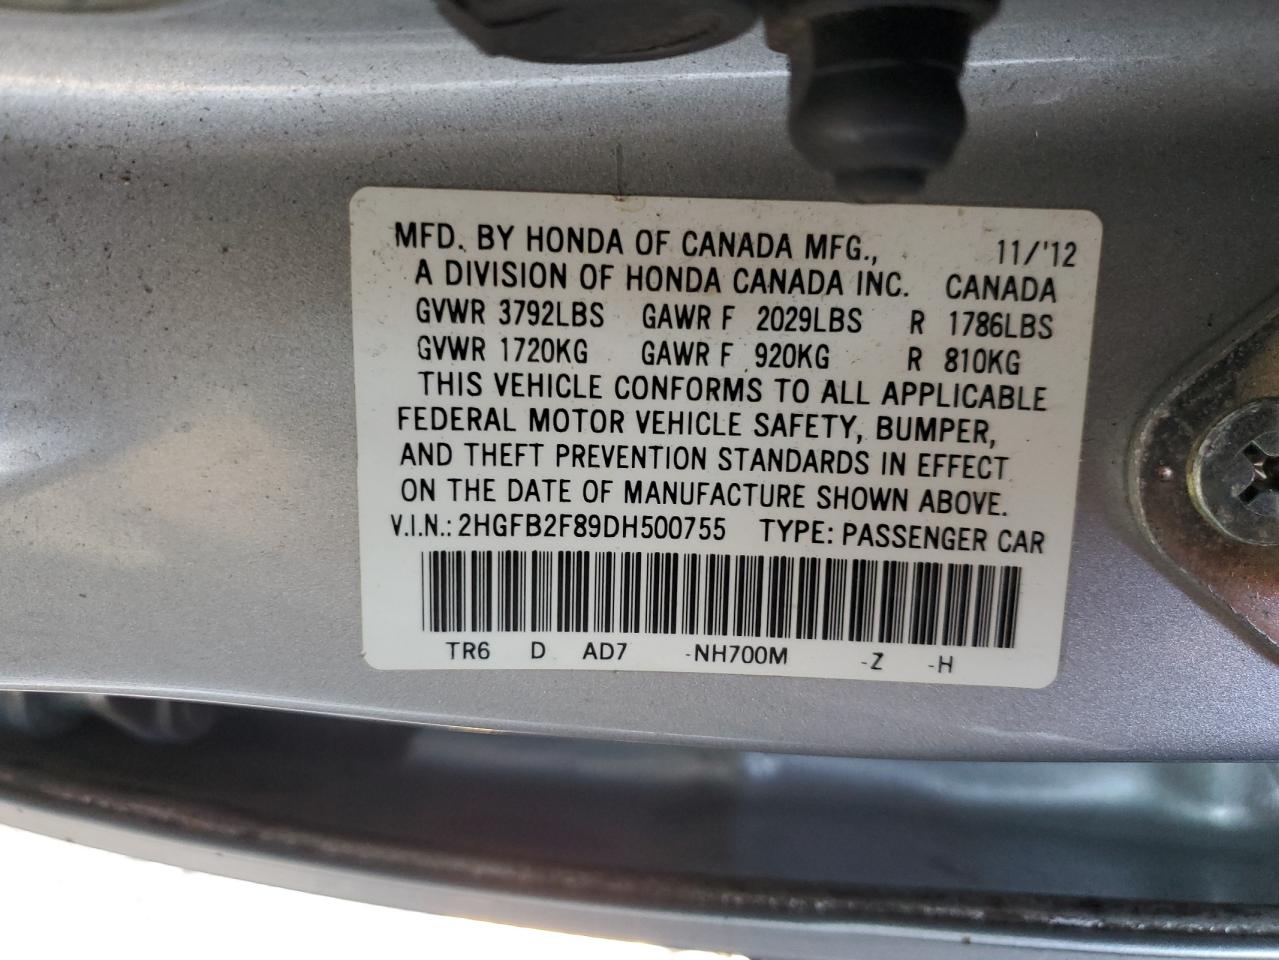 MFD. BY HONDA OF CANADA MFG., 11/'12
A DIVISION OF HONDA CANADA INC. CANADA
GVWR 3792LBS GAWR F 2029LBS R 1786LBS
GVWR 1720KG GAWR F 920KG R 810KG
THIS VEHICLE CONFORMS TO ALL APPLICABLE
FEDERAL MOTOR VEHICLE SAFETY, BUMPER,
AND THEFT PREVENTION STANDARDS IN EFFECT
ON THE DATE OF MANUFACTURE SHOWN ABOVE.
V.I.N.: 2HGFB2F89DH500755 TYPE: PASSENGER CAR
TR6 D AD7 -NH700M -Z -H